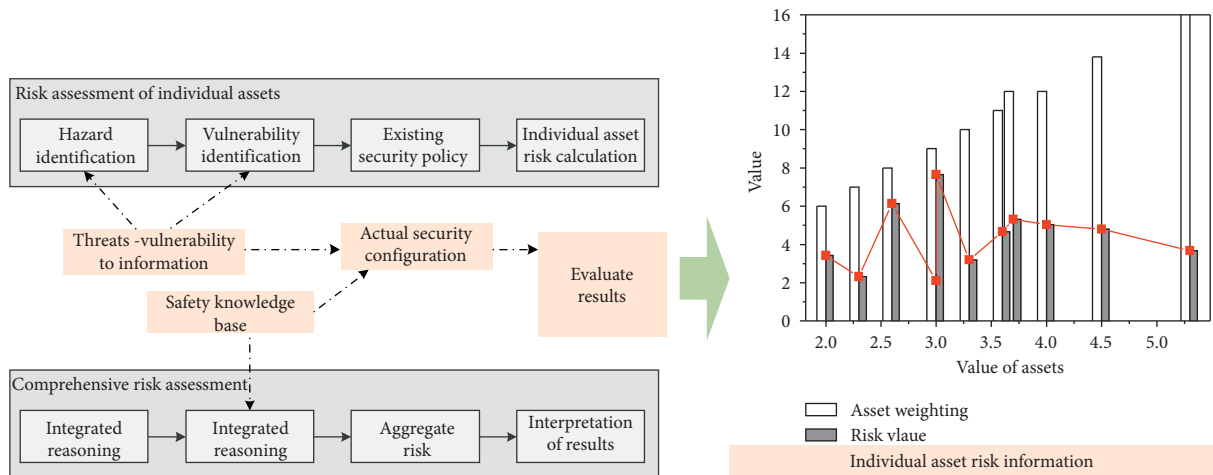 Risk assessment of individual assets
Hazard
identification
Vulnerability
identification
Existing
security policy
Individual asset
risk calculation
Threats -vulnerability
to information
Actual security
configuration
Evaluate
results
Safety knowledge
base
Comprehensive risk assessment
Integrated
reasoning
Integrated
reasoning
Aggregate
risk
Interpretation
of results
16
14
12
10
8
6
4
2
0
Value
2.0 2.5 3.0 3.5 4.0 4.5 5.0
Value of assets
Asset weighting
Risk vlaue
Individual asset risk information